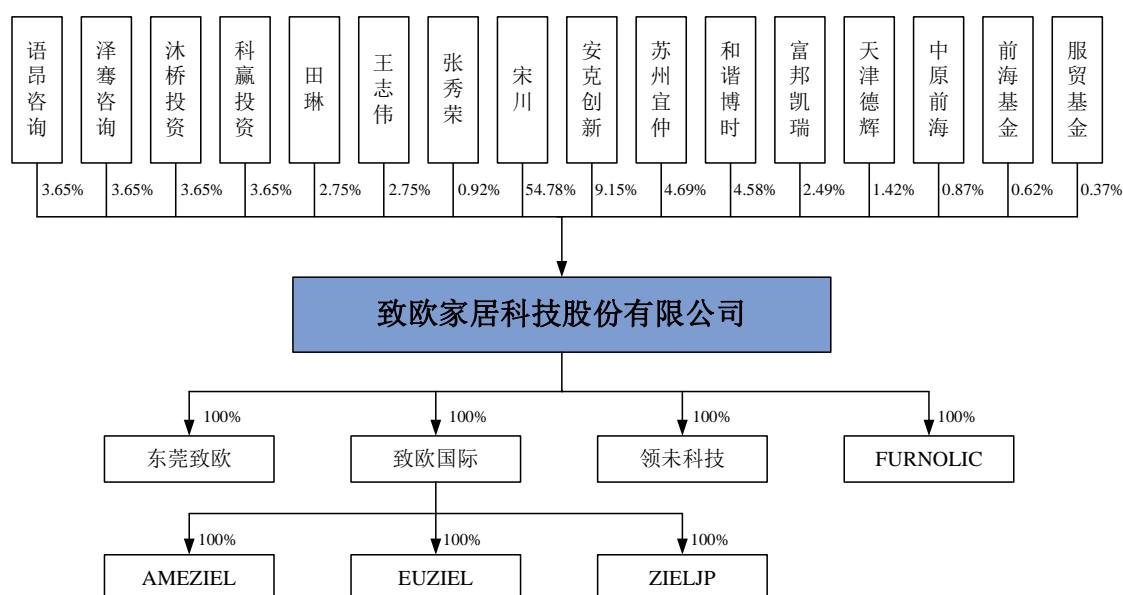 语昂咨询
泽骞咨询
沐桥投资
科赢投资
田琳
王志伟
张秀荣
宋川
安克创新
苏州宜仲
和谐博时
富邦凯瑞
天津德辉
中原前海
前海基金
服贸基金
3.65%
3.65%
3.65%
3.65%
2.75%
2.75%
0.92%
54.78%
9.15%
4.69%
4.58%
2.49%
1.42%
0.87%
0.62%
0.37%
致欧家居科技股份有限公司
100%
100%
100%
100%
东莞致欧
致欧国际
领未科技
FURNOLIC
100%
100%
100%
AMEZIEL
EUZIEL
ZIELJP